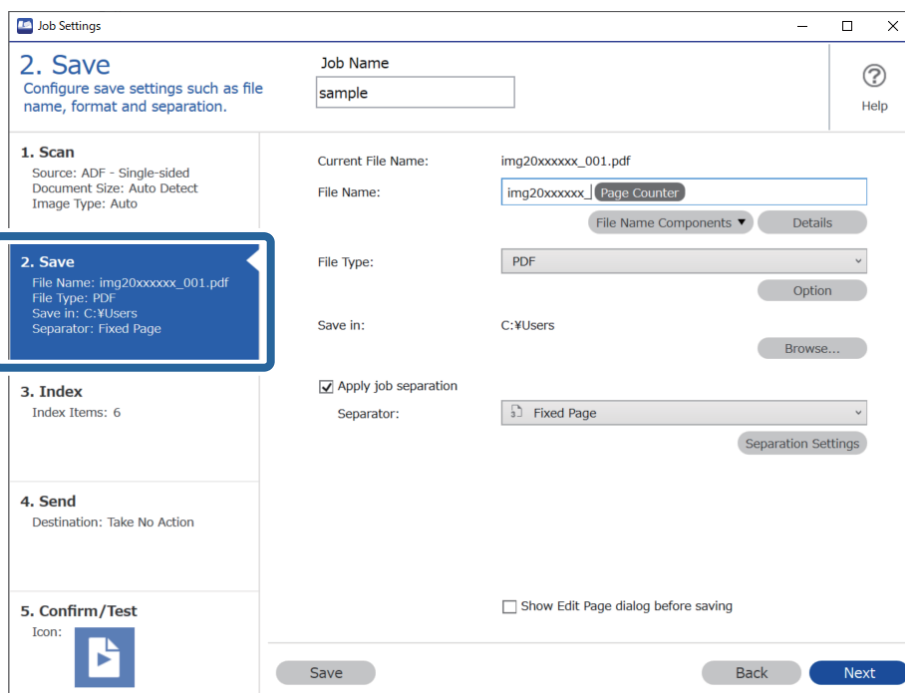 Job Settings
2. Save
Configure save settings such as file
name, format and separation.
Job Name
sample
Help
1. Scan
Source: ADF - Single-sided
Document Size: Auto Detect
Image Type: Auto
2. Save
File Name: img20xxxxxx_001.pdf
File Type: PDF
Save in: C:¥Users
Separator: Fixed Page
3. Index
Index Items: 6
4. Send
Destination: Take No Action
5. Confirm/Test
Icon:
Current File Name: img20xxxxxx_001.pdf
File Name: img20xxxxxx_ Page Counter
File Name Components ▼ Details
File Type: PDF
Option
Save in: C:¥Users
Browse...
Apply job separation
Separator: Fixed Page
Separation Settings
Show Edit Page dialog before saving
Save Back Next